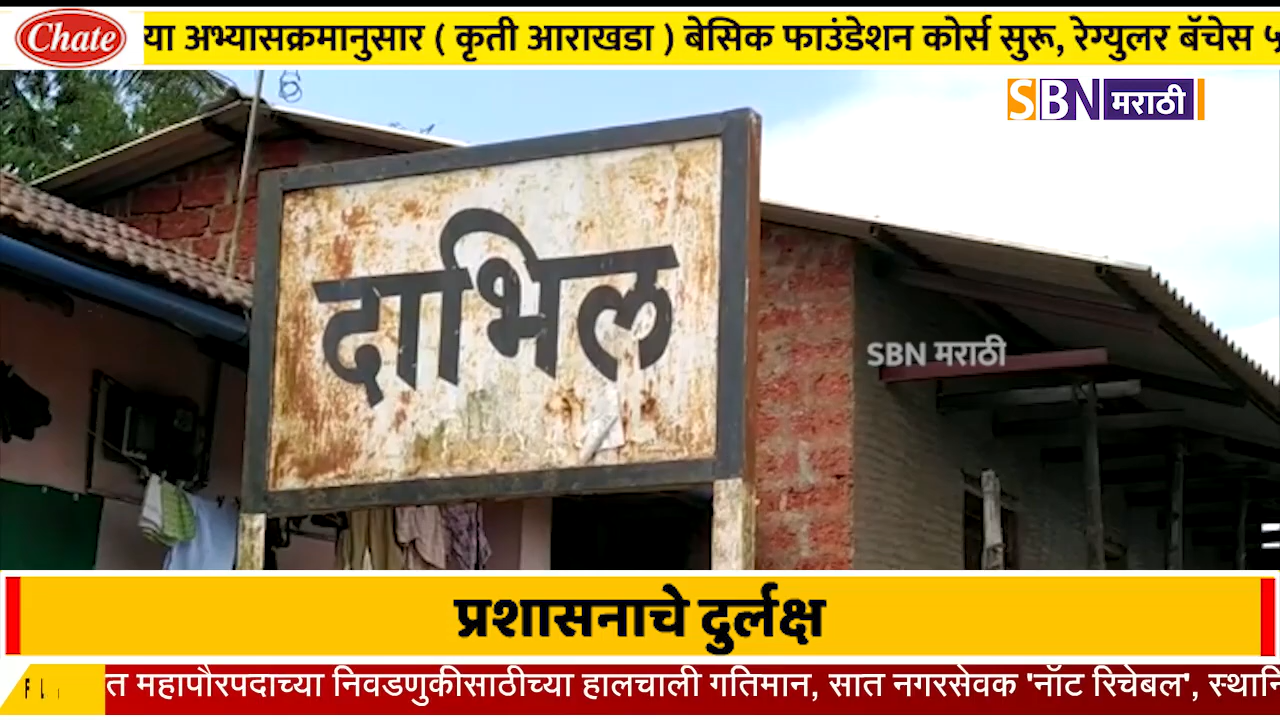 Chate
या अभ्यासक्रमानुसार ( कृती आराखडा ) बेसिक फाउंडेशन कोर्स सुरू, रेग्युलर बॅचेस ५
SBN मराठी
दाभिल
SBN मराठी
प्रशासनाचे दुर्लक्ष
त महापौरपदाच्या निवडणुकीसाठीच्या हालचाली गतिमान, सात नगरसेवक 'नॉट रिचेबल', स्थानि